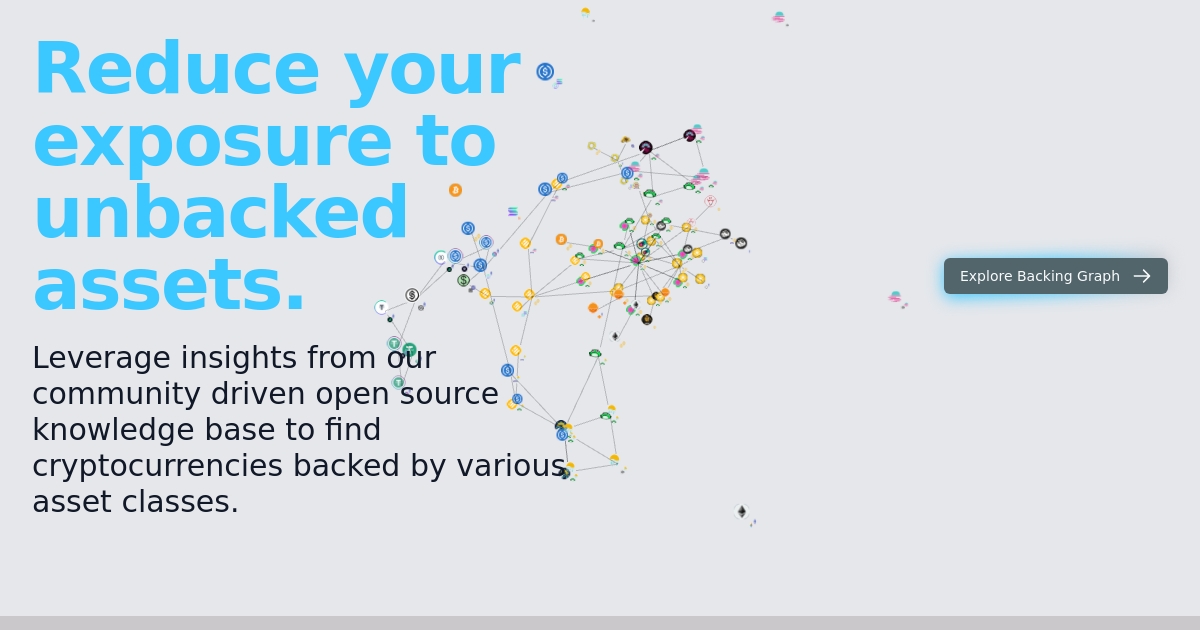 Reduce your
exposure to
unbacked
assets.
Leverage insights from our
community driven open source
knowledge base to find
cryptocurrencies backed by various
asset classes.
Explore Backing Graph